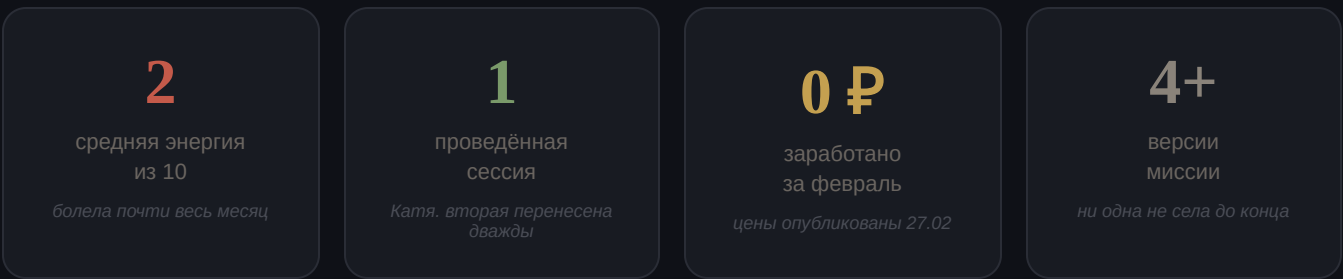 2
средняя энергия
из 10
болела почти весь месяц
1
проведённая
сессия
Катя. вторая перенесена
дважды
0 ₽
заработано
за февраль
цены опубликованы 27.02
4+
версии
миссии
ни одна не села до конца